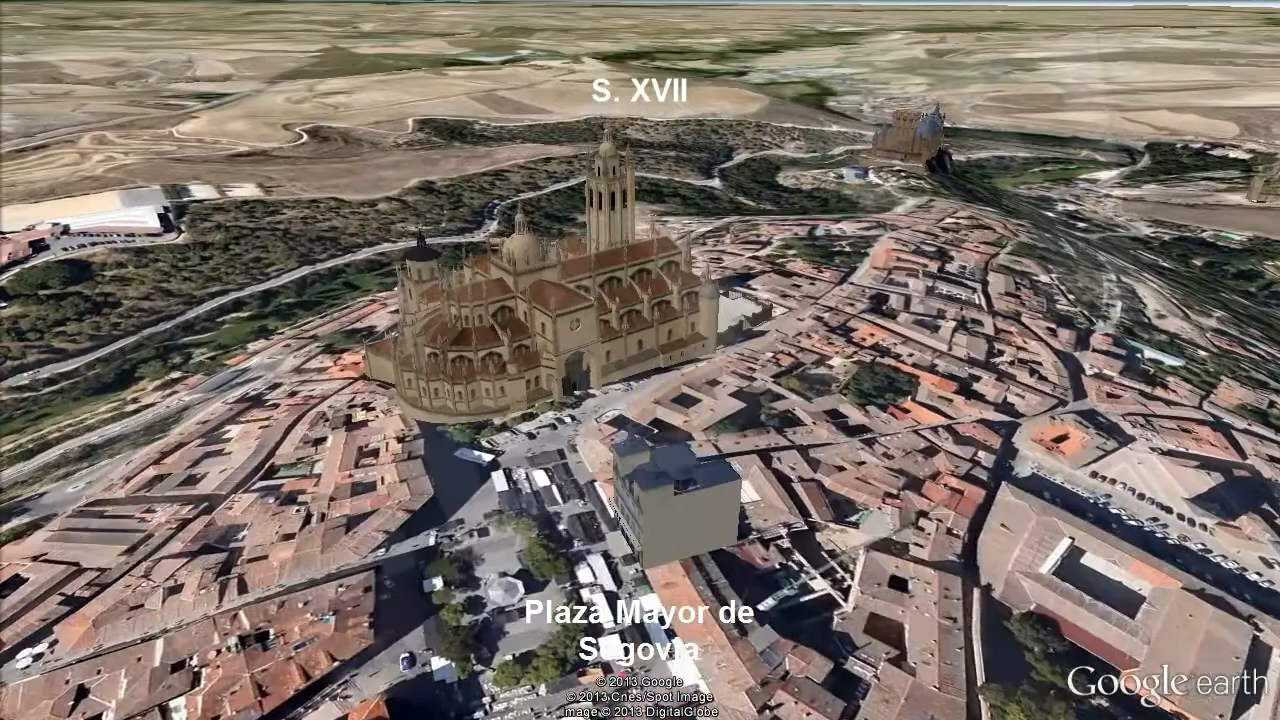 S. XVII
Plaza Mayor de
Segovia
© 2013 Google
© 2013 Cnes/Spot Image
Image © 2013 DigitalGlobe
Google earth